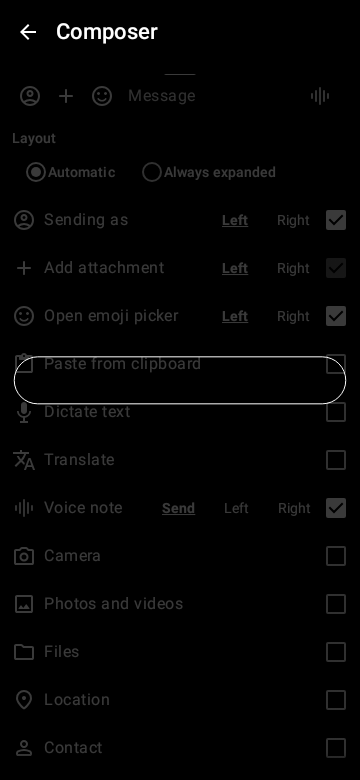 Composer
Message
Layout
Automatic Always expanded
Sending as Left Right
Add attachment Left Right
Open emoji picker Left Right
Paste from clipboard
Dictate text
Translate
Voice note Send Left Right
Camera
Photos and videos
Files
Location
Contact